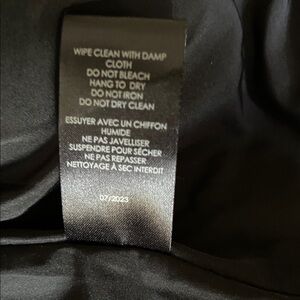 WIPE CLEAN WITH DAMP
CLOTH
DO NOT BLEACH
HANG TO DRY
DO NOT IRON
DO NOT DRY CLEAN
ESSUYER AVEC UN CHIFFON
HUMIDE
NE PAS JAVELLISER
SUSPENDRE POUR SÉCHER
NE PAS REPASSER
NETTOYAGE À SEC INTERDIT
07/2023